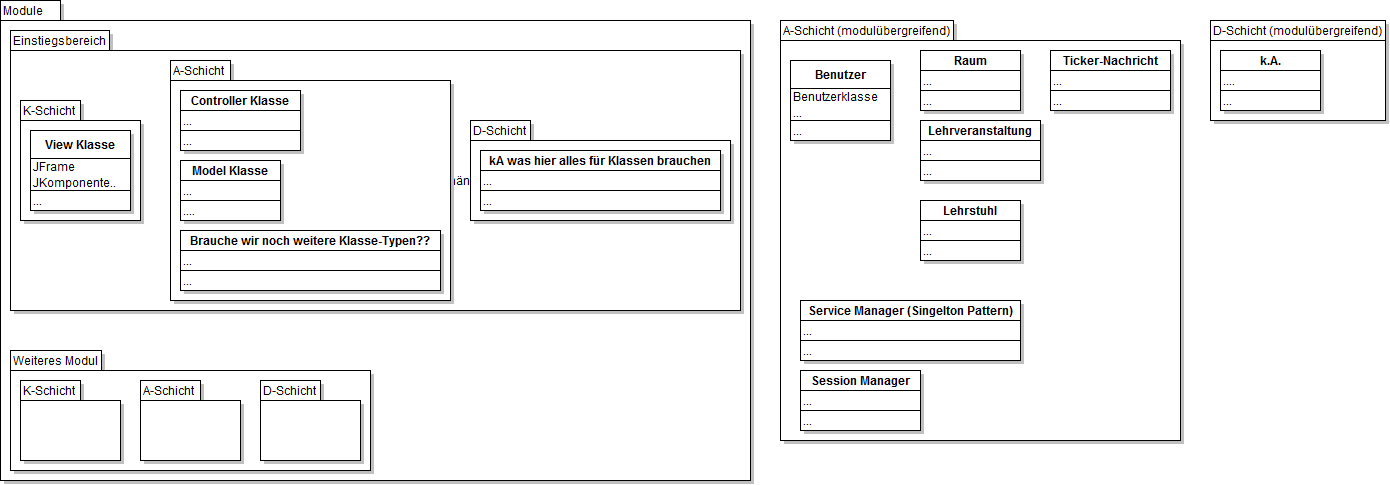 Module
Einstiegsbereich
K-Schicht
View Klasse
JFrame
JKomponente..
...
A-Schicht
Controller Klasse
...
...
Model Klasse
...
....
Brauche wir noch weitere Klasse-Typen??
...
...
D-Schicht
kA was hier alles für Klassen brauchen
...
...
Weiteres Modul
K-Schicht
A-Schicht
D-Schicht
A-Schicht (modulübergreifend)
Benutzer
Benutzerklasse
...
...
Raum
...
...
Ticker-Nachricht
...
...
Lehrveranstaltung
...
...
Lehrstuhl
...
...
Service Manager (Singelton Pattern)
...
...
Session Manager
...
...
D-Schicht (modulübergreifend)
k.A.
....
...